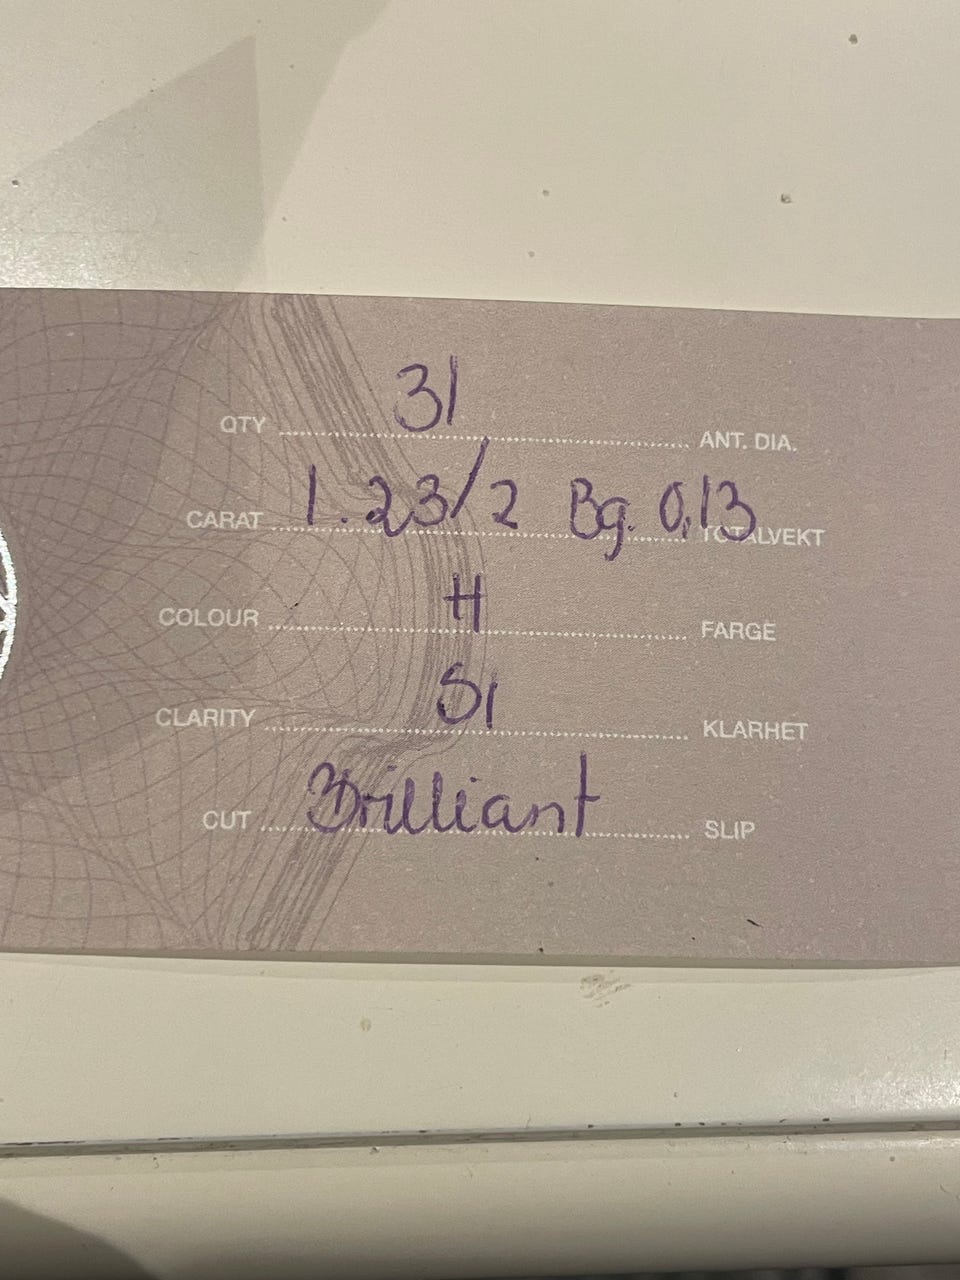 QTY 31 ANT. DIA.
CARAT 1.23/2 Bg. 0,13 TOTALVEKT
COLOUR H FARGE
CLARITY SI KLARHET
CUT Brilliant SLIP